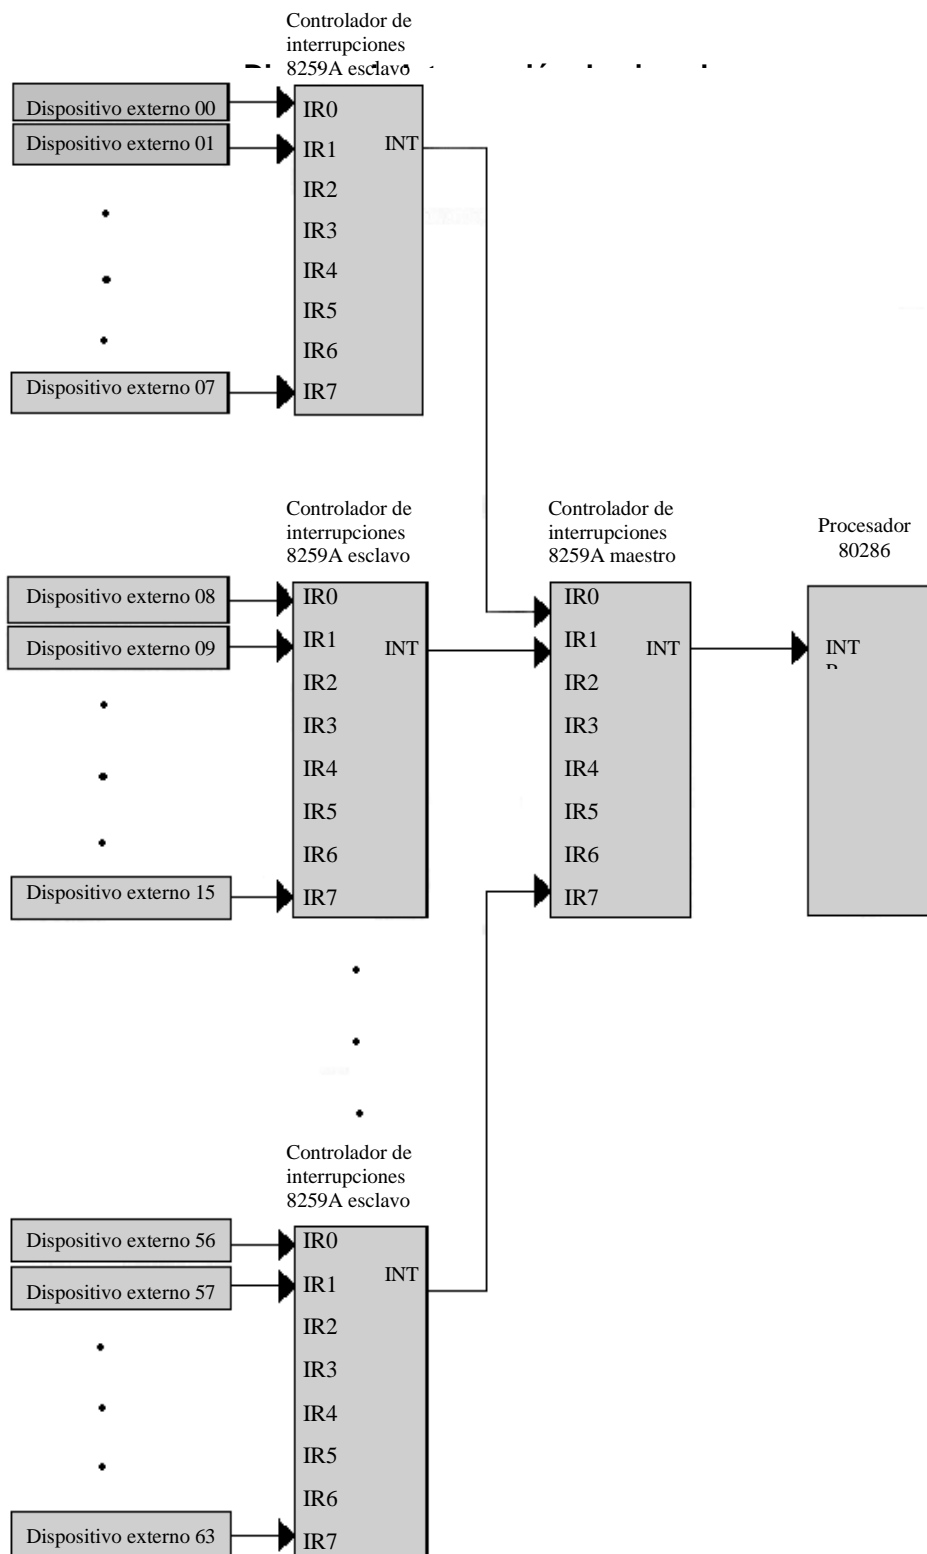 Controlador de
interrupciones
8259A esclavo
Dispositivo externo 00
Dispositivo externo 01
Dispositivo externo 07
IR0
IR1
IR2
IR3
IR4
IR5
IR6
IR7
INT
Controlador de
interrupciones
8259A esclavo
Dispositivo externo 08
Dispositivo externo 09
Dispositivo externo 15
IR0
IR1
IR2
IR3
IR4
IR5
IR6
IR7
INT
Controlador de
interrupciones
8259A maestro
IR0
IR1
IR2
IR3
IR4
IR5
IR6
IR7
INT
Procesador
80286
INT
Controlador de
interrupciones
8259A esclavo
Dispositivo externo 56
Dispositivo externo 57
Dispositivo externo 63
IR0
IR1
IR2
IR3
IR4
IR5
IR6
IR7
INT